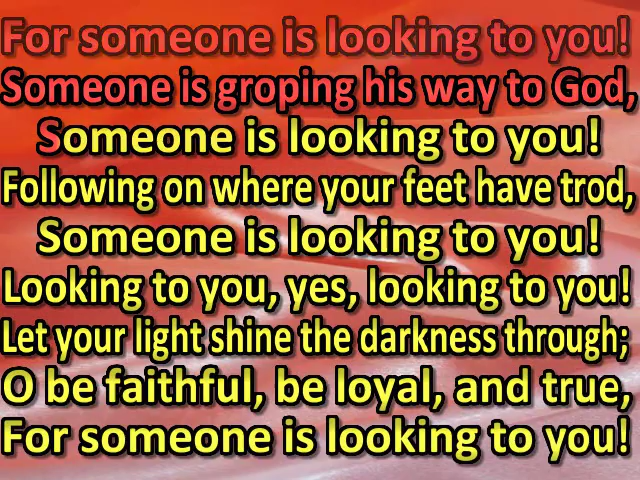 For someone is looking to you!
Someone is groping his way to God,
Someone is looking to you!
Following on where your feet have trod,
Someone is looking to you!
Looking to you, yes, looking to you!
Let your light shine the darkness through;
O be faithful, be loyal, and true,
For someone is looking to you!